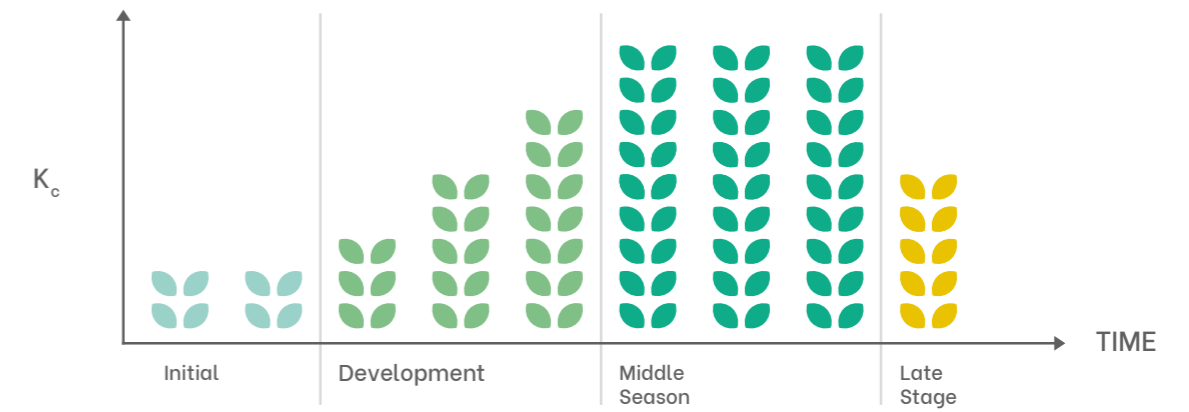 Kc
TIME
Initial
Development
Middle
Season
Late
Stage